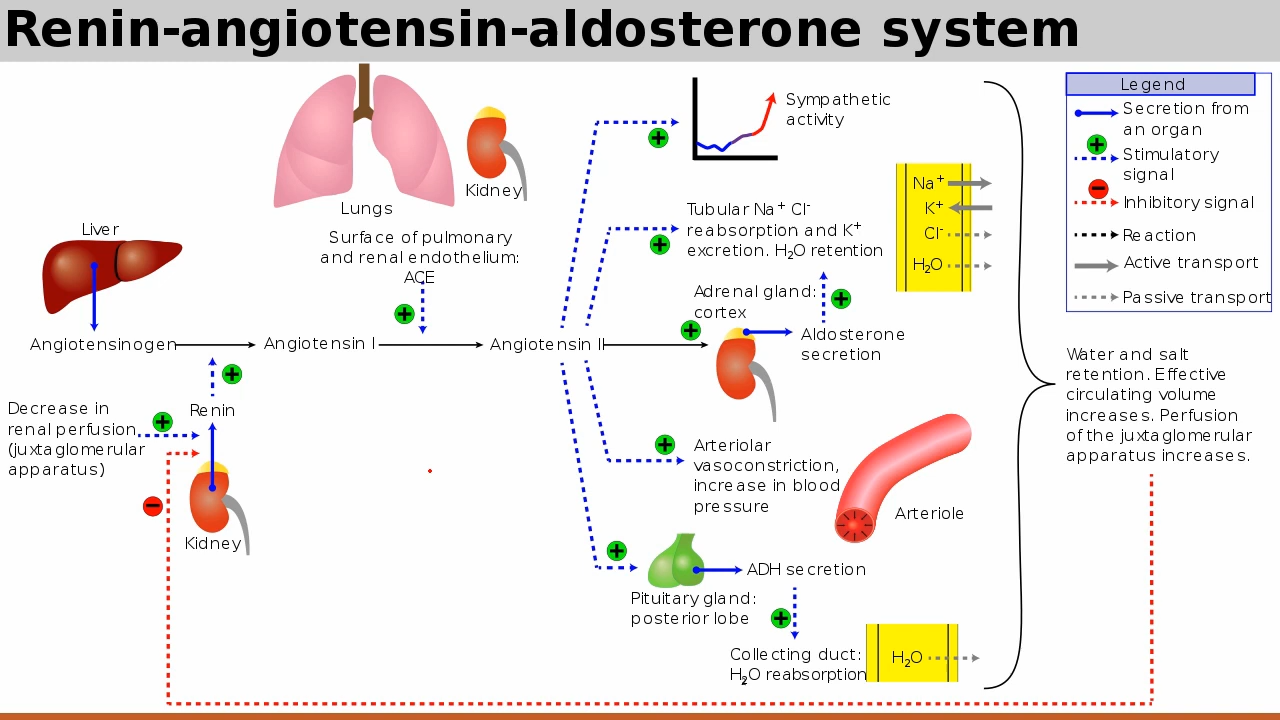 Renin-angiotensin-aldosterone system
Lungs
Kidney
Surface of pulmonary
and renal endothelium:
ACE
Liver
Angiotensinogen
Angiotensin I
Angiotensin II
Decrease in
renal perfusion
(juxtaglomerular
apparatus)
Renin
Kidney
Sympathetic
activity
Tubular Na⁺ Cl⁻
reabsorption and K⁺
excretion. H₂O retention
Na⁺
K⁺
Cl⁻
H₂O
Adrenal gland:
cortex
Aldosterone
secretion
Arteriolar
vasoconstriction,
increase in blood
pressure
Arteriole
ADH secretion
Pituitary gland:
posterior lobe
Collecting duct:
H₂O reabsorption
H₂O
Legend
Secretion from
an organ
Stimulatory
signal
Inhibitory signal
Reaction
Active transport
Passive transport
Water and salt
retention. Effective
circulating volume
increases. Perfusion
of the juxtaglomerular
apparatus increases.